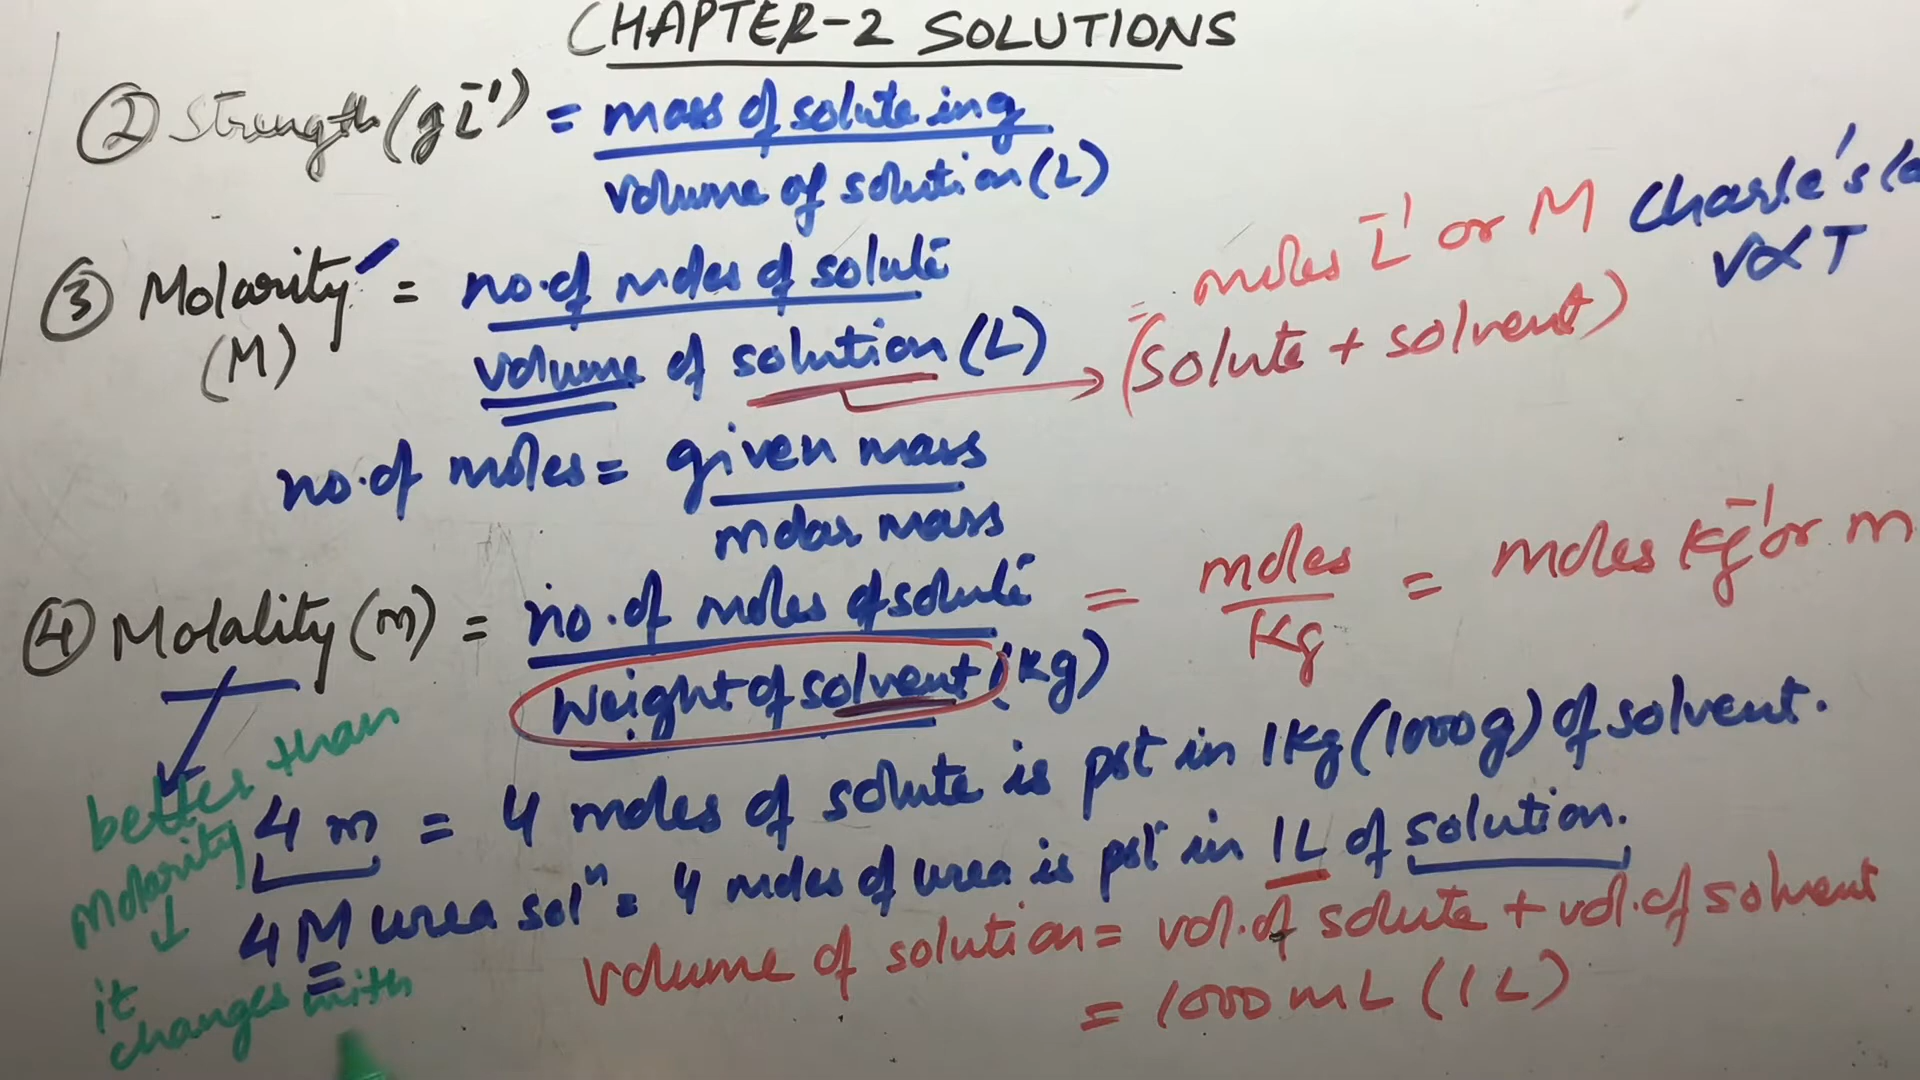 CHAPTER-2 SOLUTIONS
② Strength (g L⁻¹) = mass of solute in g
volume of solution (L)
③ Molarity = no. of moles of solute
(M)
volume of solution (L)
(solute + solvent)
moles L⁻¹ or M
Charle's
V∝T
no. of moles = given mass
molar mass
④ Molality (m) = no. of moles of solute = moles = moles Kg⁻¹ or m
Weight of solvent (kg)
Kg
4 m = 4 moles of solute is pst in 1Kg (1000g) of solvent.
4 M urea solⁿ = 4 moles of urea is pst in 1L of solution.
volume of solution = vol. of solute + vol. of solvent
= 1000 mL (1 L)
better than
Molarity
↓
it
changes with